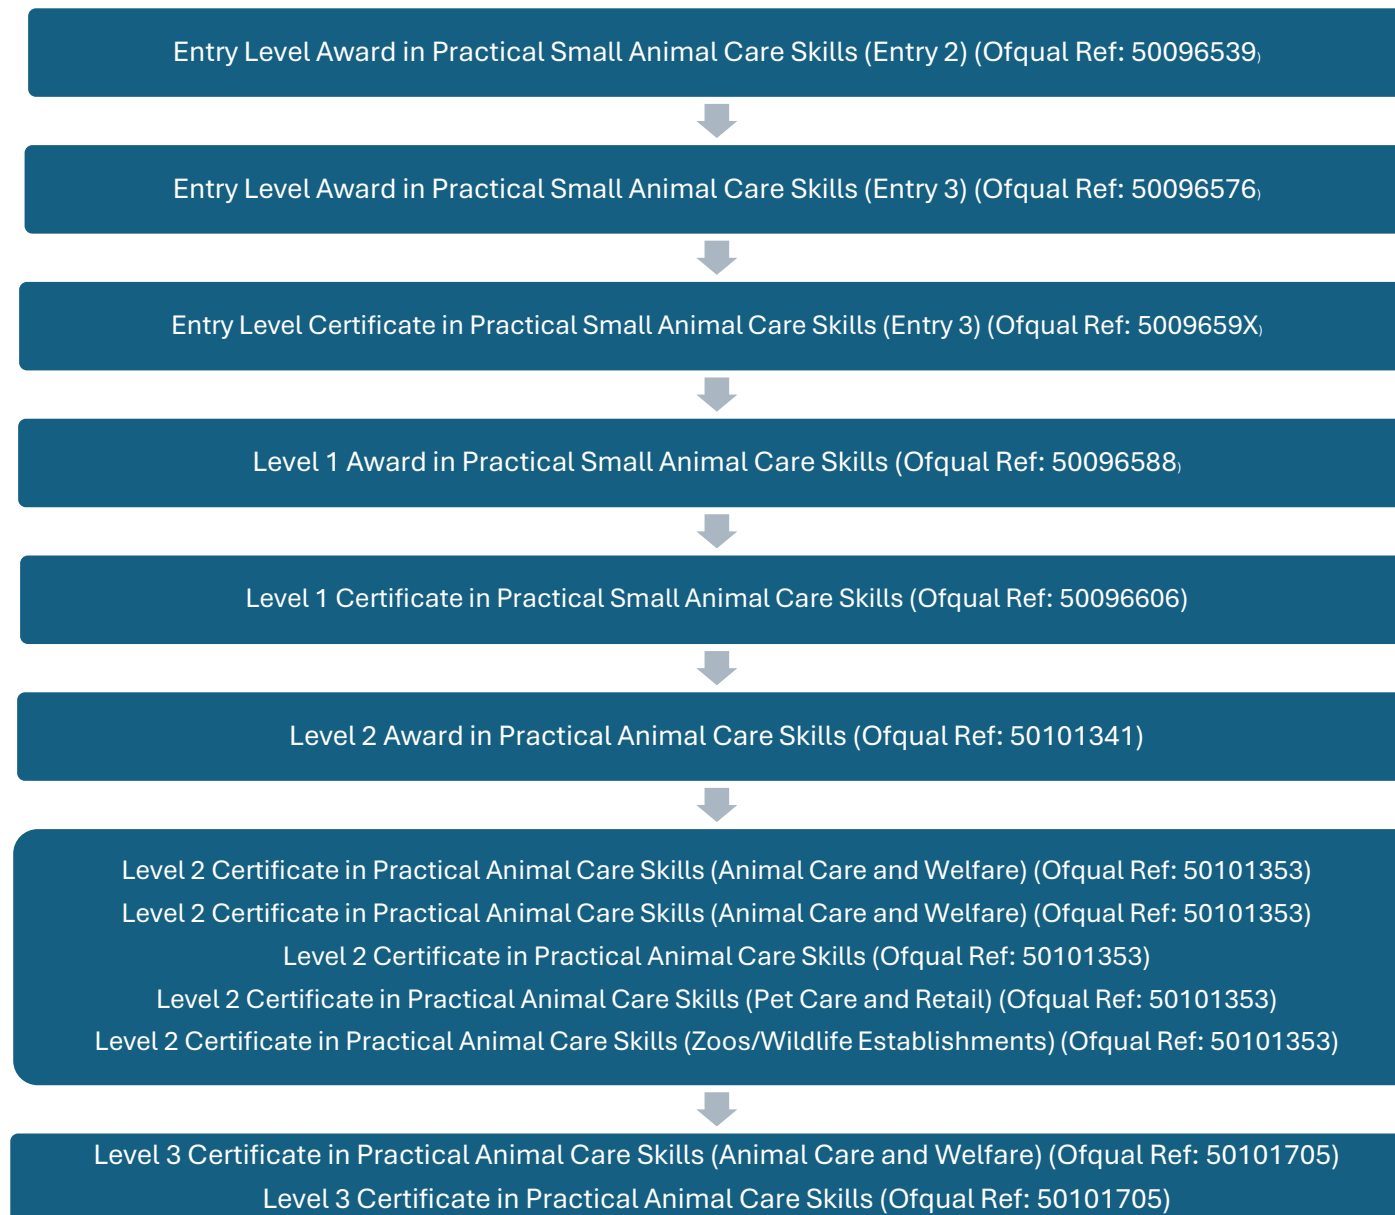 Entry Level Award in Practical Small Animal Care Skills (Entry 2) (Ofqual Ref: 50096539)
Entry Level Award in Practical Small Animal Care Skills (Entry 3) (Ofqual Ref: 50096576)
Entry Level Certificate in Practical Small Animal Care Skills (Entry 3) (Ofqual Ref: 5009659X)
Level 1 Award in Practical Small Animal Care Skills (Ofqual Ref: 50096588)
Level 1 Certificate in Practical Small Animal Care Skills (Ofqual Ref: 50096606)
Level 2 Award in Practical Animal Care Skills (Ofqual Ref: 50101341)
Level 2 Certificate in Practical Animal Care Skills (Animal Care and Welfare) (Ofqual Ref: 50101353)
Level 2 Certificate in Practical Animal Care Skills (Animal Care and Welfare) (Ofqual Ref: 50101353)
Level 2 Certificate in Practical Animal Care Skills (Ofqual Ref: 50101353)
Level 2 Certificate in Practical Animal Care Skills (Pet Care and Retail) (Ofqual Ref: 50101353)
Level 2 Certificate in Practical Animal Care Skills (Zoos/Wildlife Establishments) (Ofqual Ref: 50101353)
Level 3 Certificate in Practical Animal Care Skills (Animal Care and Welfare) (Ofqual Ref: 50101705)
Level 3 Certificate in Practical Animal Care Skills (Ofqual Ref: 50101705)